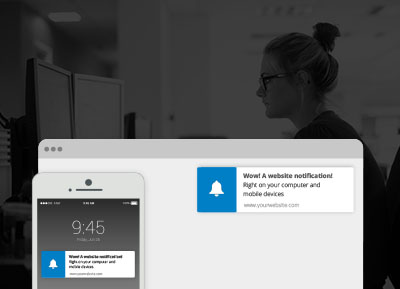 Wow! A website notification!
Right on your computer and
mobile devices
www.yourwebsite.com
9:45
Wow! A website notification!
Right on your computer and
mobile devices
www.yourwebsite.com